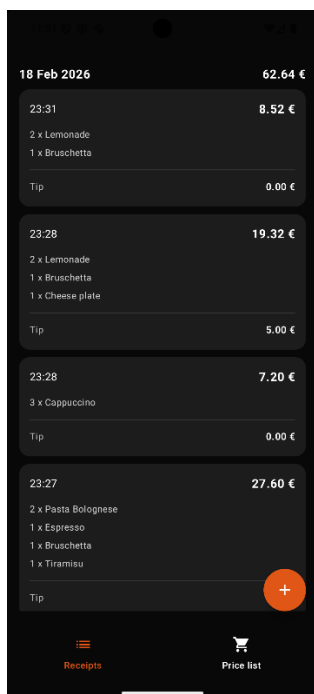 18 Feb 2026 62.64 €
23:31 8.52 €
2 x Lemonade
1 x Bruschetta
Tip 0.00 €
23:28 19.32 €
2 x Lemonade
1 x Bruschetta
1 x Cheese plate
Tip 5.00 €
23:28 7.20 €
3 x Cappuccino
Tip 0.00 €
23:27 27.60 €
2 x Pasta Bolognese
1 x Espresso
1 x Bruschetta
1 x Tiramisu
Tip
+
Receipts Price list